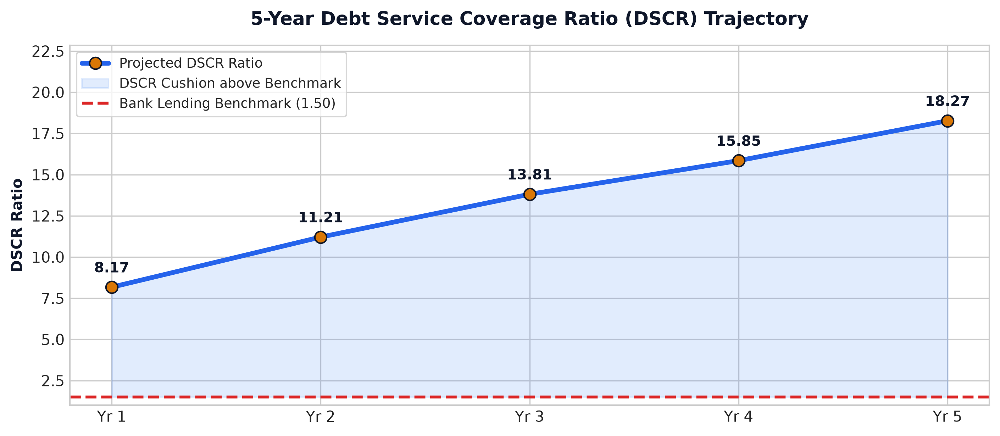 5-Year Debt Service Coverage Ratio (DSCR) Trajectory
22.5
20.0
17.5
15.0
12.5
10.0
7.5
5.0
2.5
DSCR Ratio
Projected DSCR Ratio
DSCR Cushion above Benchmark
Bank Lending Benchmark (1.50)
8.17
11.21
13.81
15.85
18.27
Yr 1
Yr 2
Yr 3
Yr 4
Yr 5